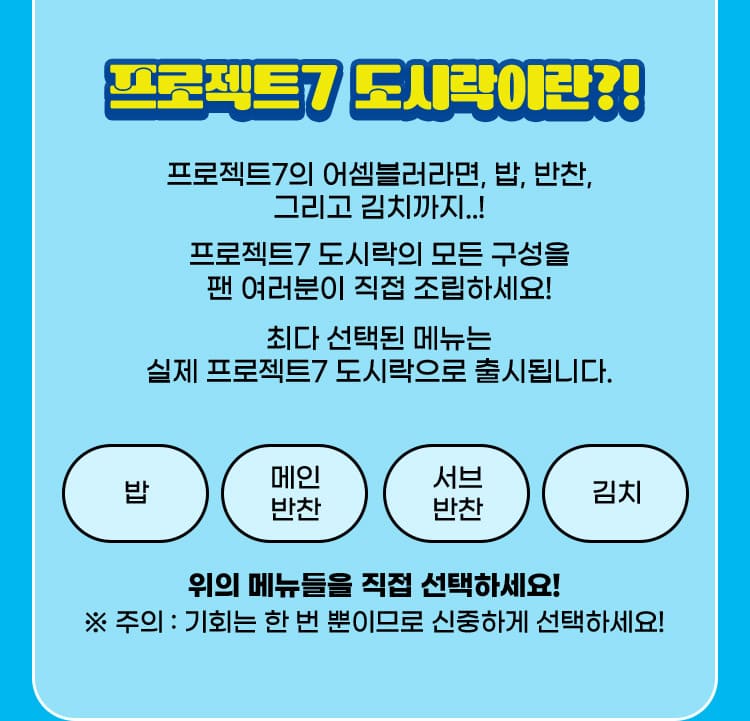 프로젝트7 도시락이란?!
프로젝트7의 어셈블러라면, 밥, 반찬,
그리고 김치까지..!
프로젝트7 도시락의 모든 구성을
팬 여러분이 직접 조립하세요!
최다 선택된 메뉴는
실제 프로젝트7 도시락으로 출시됩니다.
밥
메인
반찬
서브
반찬
김치
위의 메뉴들을 직접 선택하세요!
※ 주의 : 기회는 한 번 뿐이므로 신중하게 선택하세요!